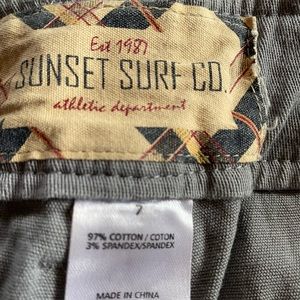 Est 1987
SUNSET SURF CO.
athletic department
7
97% COTTON / COTON
3% SPANDEX/SPANDEX
MADE IN CHINA